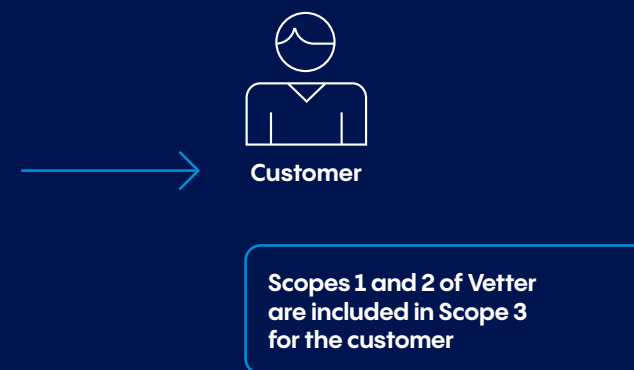 Customer
Scopes 1 and 2 of Vetter
are included in Scope 3
for the customer